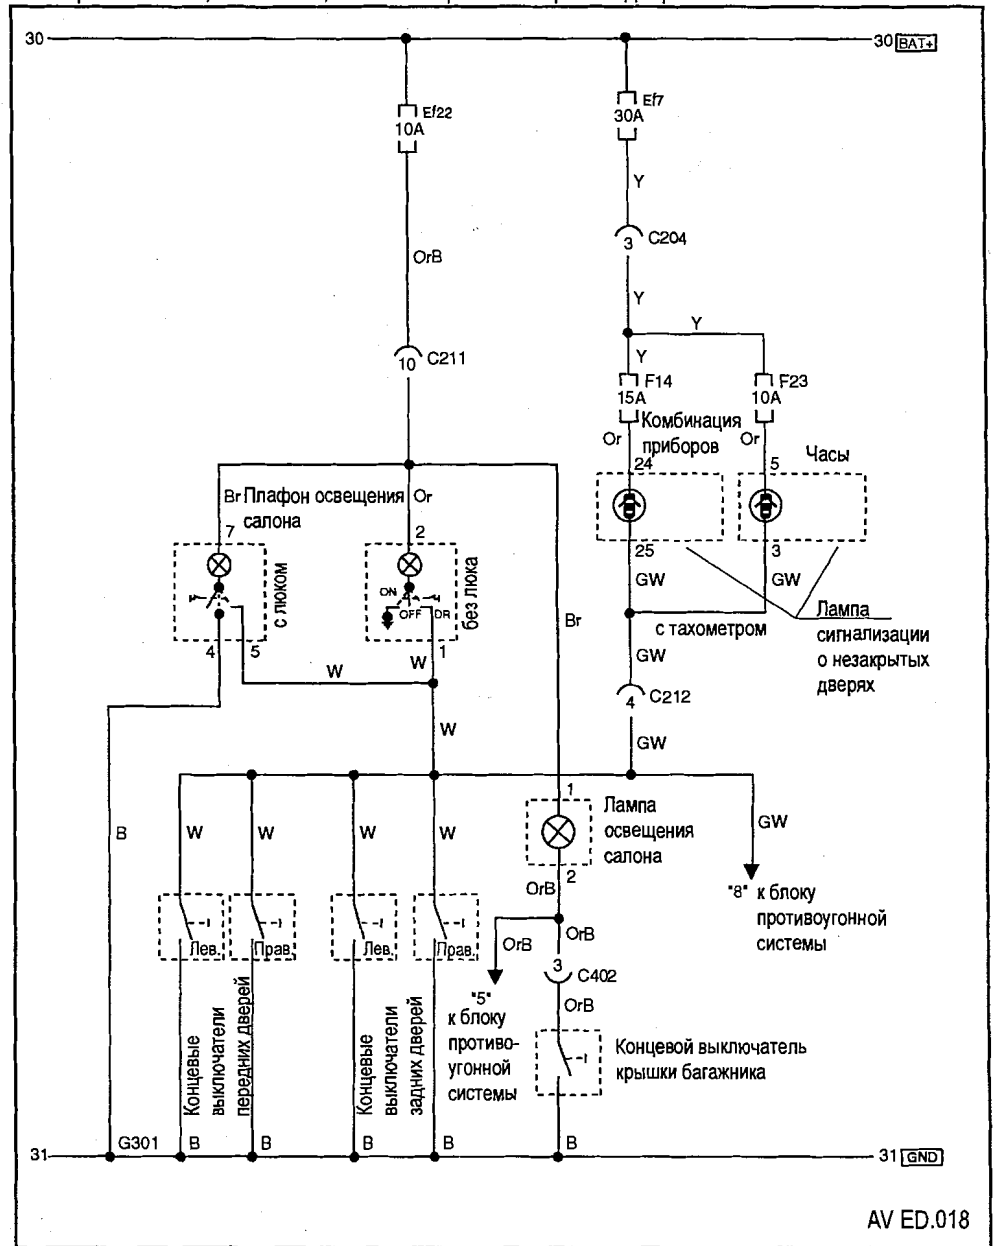 30
30 BAT+
Ef22
10A
Ef7
30A
Y
3 C204
OrB
Y
Y
Y
10 C211
F14
15A
F23
10A
Комбинация
приборов
Or
Or
Часы
24
5
Br
Плафон освещения
салона
Or
7
2
25
3
GW
GW
с люком
ON
OFF
DR
без люка
Br
с тахометром
Лампа
сигнализации
о незакрытых
дверях
4
5
1
W
W
GW
4 C212
W
GW
1
Лампа
освещения
салона
B
W
W
W
W
GW
2
OrB
"8" к блоку
противоугонной
системы
Лев.
Прав.
Лев.
Прав.
OrB
OrB
3
C402
OrB
"5"
к блоку
противо-
угонной
системы
Концевые
выключатели
передних дверей
Концевые
выключатели
задних дверей
Концевой выключатель
крышки багажника
31
G301
B
B
B
B
B
31 GND
AV ED.018